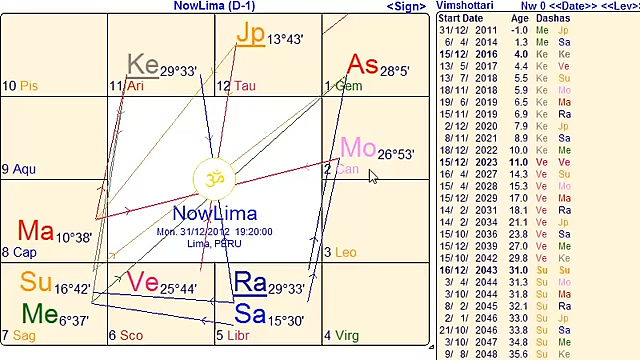 NowLima (D-1)
<Sign>
Jp 13°43'
Ke 29°33'
As 28°5'
10 Pis
11 Ari
12 Tau
1 Gem
Mo 26°53'
9 Aqu
2 Can
ॐ
NowLima
Mon. 31/12/2012 19:20:00
Lima, PERU
Ma 10°38'
8 Cap
3 Leo
Su 16°42'
Ve 25°44'
Ra 29°33'
Me 6°37'
Sa 15°30'
7 Sag
6 Sco
5 Libr
4 Virg
Vimshottari Nw 0 <<Date>> <<Lev>
Start Date Age Dashas
31/12/ 2011 -1.0 Me Jp
6/ 4/ 2014 1.3 Me Sa
15/12/ 2016 4.0 Ke Ke
13/ 5/ 2017 4.4 Ke Ve
13/ 7/ 2018 5.5 Ke Su
18/11/ 2018 5.9 Ke Mo
19/ 6/ 2019 6.5 Ke Ma
15/11/ 2019 6.9 Ke Ra
2/12/ 2020 7.9 Ke Jp
8/11/ 2021 8.9 Ke Sa
18/12/ 2022 10.0 Ke Me
15/12/ 2023 11.0 Ve Ve
16/ 4/ 2027 14.3 Ve Su
15/ 4/ 2028 15.3 Ve Mo
15/12/ 2029 17.0 Ve Ma
14/ 2/ 2031 18.1 Ve Ra
14/ 2/ 2034 21.1 Ve Jp
15/10/ 2036 23.8 Ve Sa
15/12/ 2039 27.0 Ve Me
15/10/ 2042 29.8 Ve Ke
16/12/ 2043 31.0 Su Su
3/ 4/ 2044 31.3 Su Mo
3/10/ 2044 31.8 Su Ma
8/ 2/ 2045 32.1 Su Ra
2/ 1/ 2046 33.0 Su Jp
21/10/ 2046 33.8 Su Sa
3/10/ 2047 34.8 Su Me
8/ 8/ 2048 35.6 Su Ke